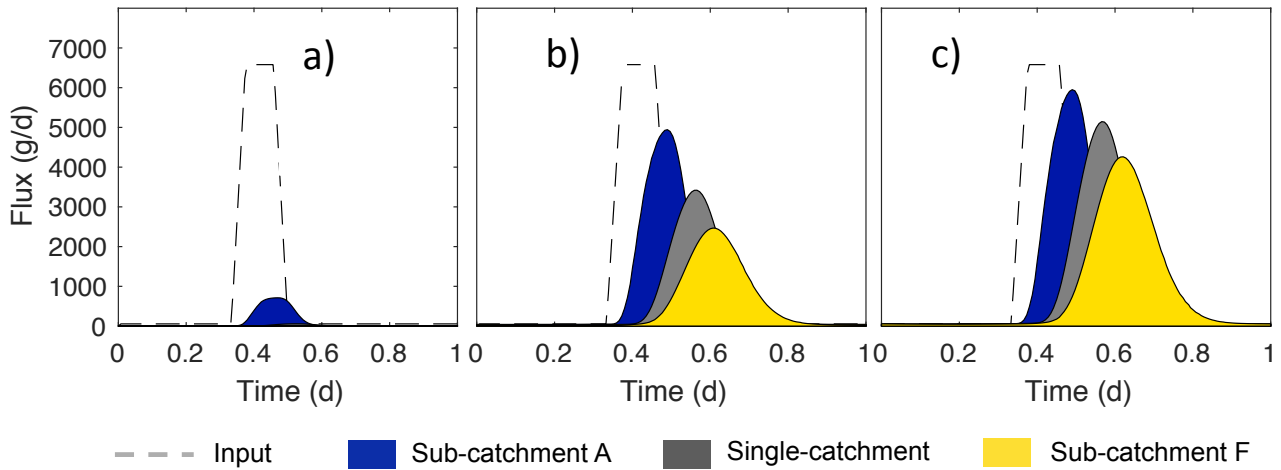 a)
b)
c)
Flux (g/d)
7000
6000
5000
4000
3000
2000
1000
0
0 0.2 0.4 0.6 0.8 1 0 0.2 0.4 0.6 0.8 10 0.2 0.4 0.6 0.8 1
Time (d) Time (d) Time (d)
Input Sub-catchment A Single-catchment Sub-catchment F